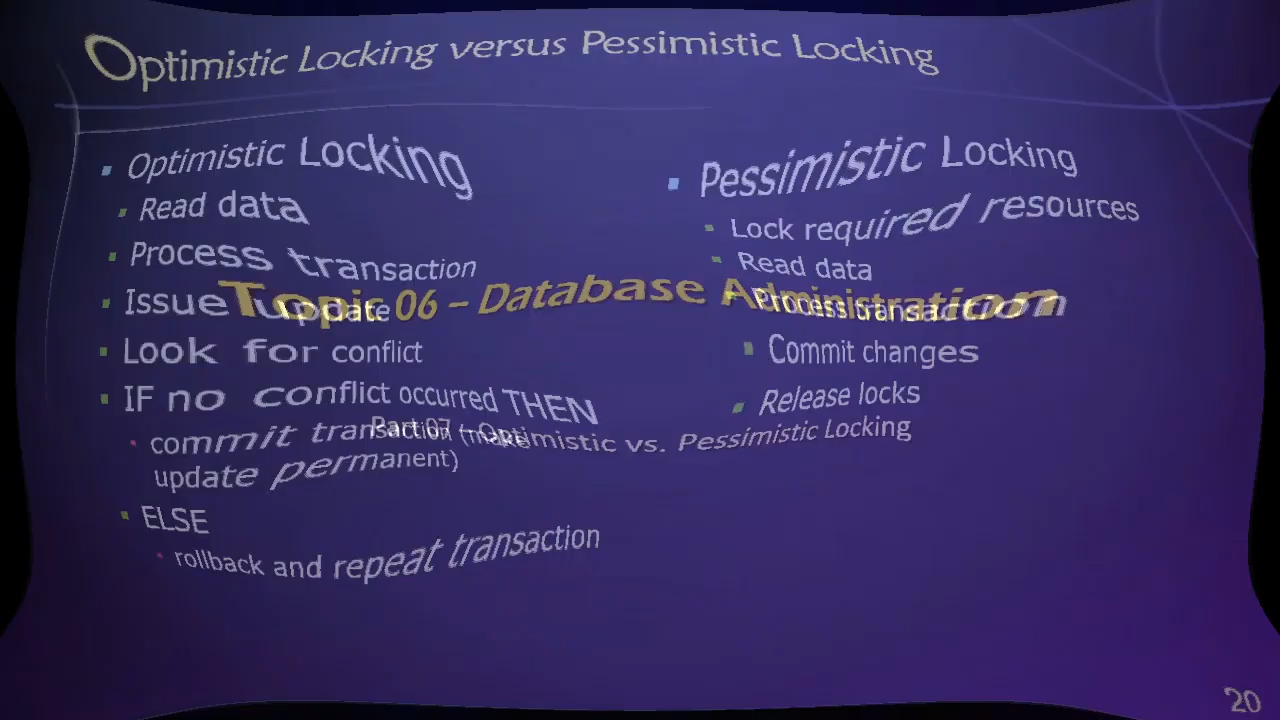 Optimistic Locking versus Pessimistic Locking
Optimistic Locking
Read data
Process transaction
Issue update
Look for conflict
IF no conflict occurred THEN
commit transaction (make
update permanent)
ELSE
rollback and repeat transaction
Pessimistic Locking
Lock required resources
Read data
Process transaction
Commit changes
Release locks
Topic 06 – Database Administration
Part 07 – Optimistic vs. Pessimistic Locking
20